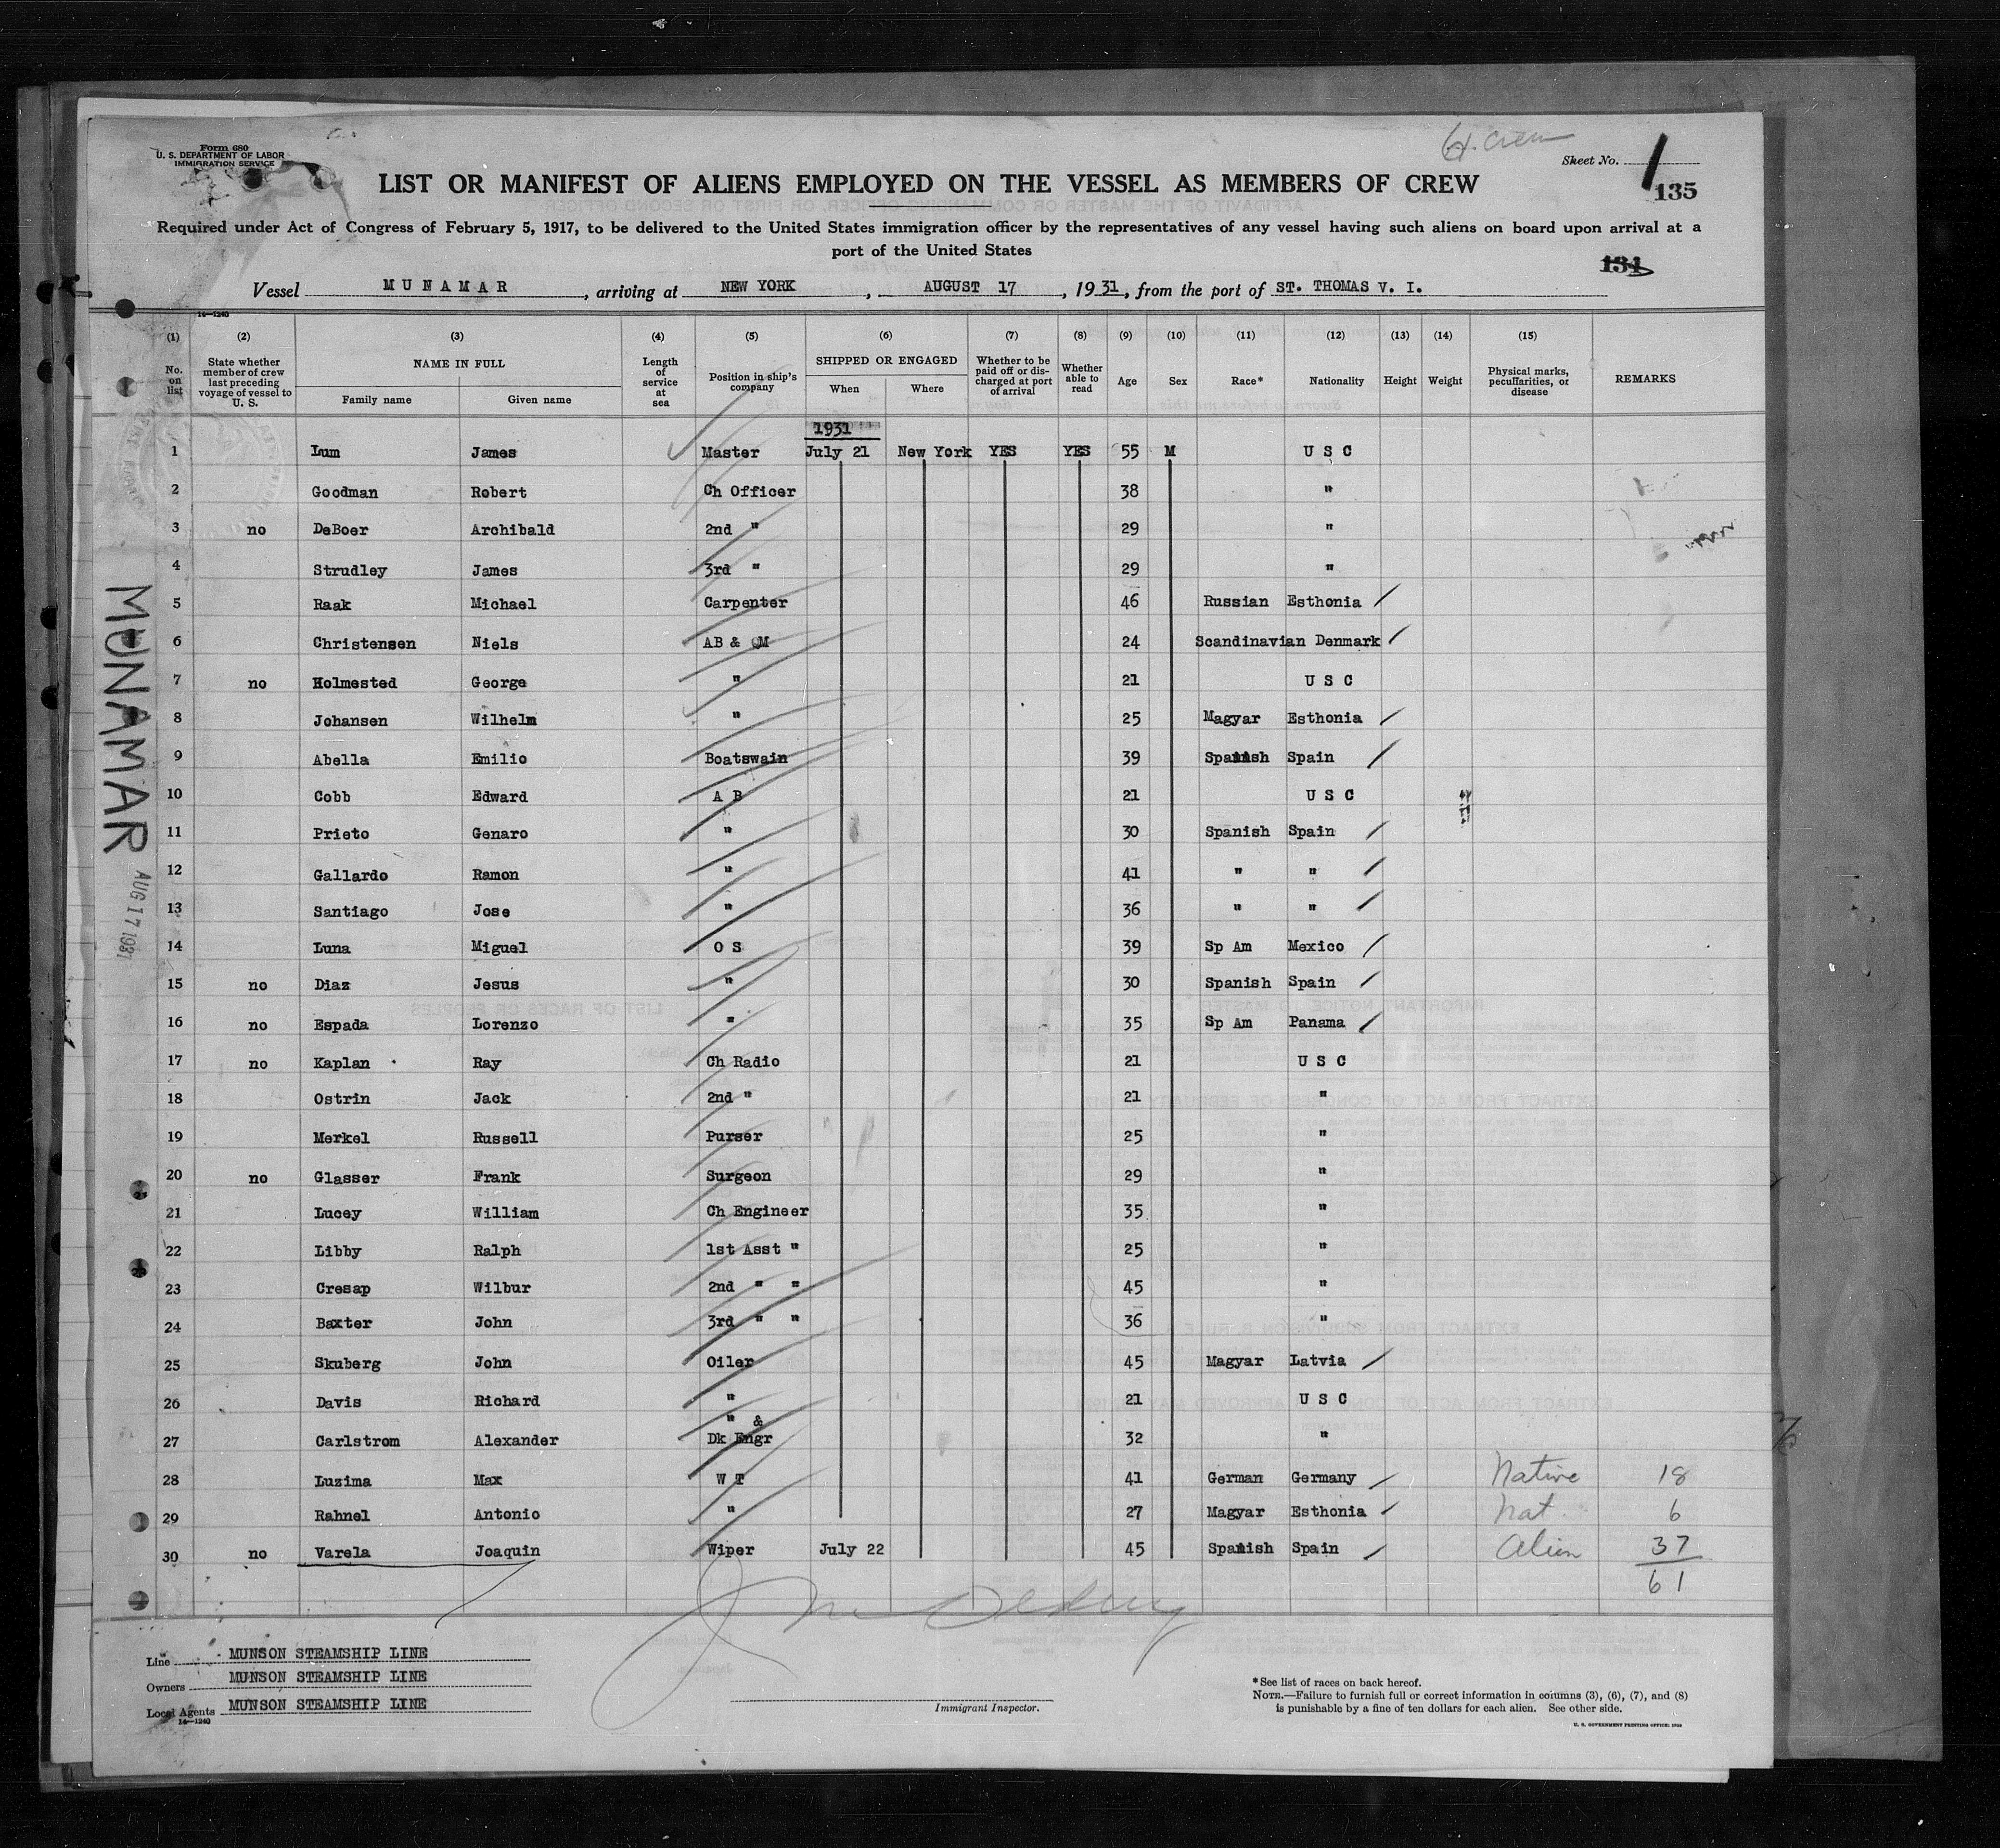 Form 680
U. S. DEPARTMENT OF LABOR
IMMIGRATION SERVICE
H. crew
Sheet No. 1
135
LIST OR MANIFEST OF ALIENS EMPLOYED ON THE VESSEL AS MEMBERS OF CREW
Required under Act of Congress of February 5, 1917, to be delivered to the United States immigration officer by the representatives of any vessel having such aliens on board upon arrival at a
port of the United States
134
Vessel MUNAMAR, arriving at NEW YORK, AUGUST 17, 1931, from the port of ST. THOMAS V. I.
14—1240
(1) (2) (3) (4) (5) (6) (7) (8) (9) (10) (11) (12) (13) (14) (15)
No. on list
State whether member of crew last preceding voyage of vessel to U. S.
NAME IN FULL
Family name
Given name
Length of service at sea
Position in ship's company
SHIPPED OR ENGAGED
When
Where
Whether to be paid off or discharged at port of arrival
Whether able to read
Age
Sex
Race*
Nationality
Height
Weight
Physical marks, peculiarities, or disease
REMARKS
1931
1 Lum James Master July 21 New York YES YES 55 M U S C
2 Goodman Robert Ch Officer 38 "
3 no DeBoer Archibald 2nd " 29 "
4 Strudley James 3rd " 29 "
5 Raak Michael Carpenter 46 Russian Esthonia
6 Christensen Niels AB & QM 24 Scandinavian Denmark
7 no Holmested George " 21 U S C
8 Johansen Wilhelm " 25 Magyar Esthonia
9 Abella Emilio Boatswain 39 Spanish Spain
10 Cobb Edward A B 21 U S C
11 Prieto Genaro " 30 Spanish Spain
12 Gallardo Ramon " 41 " "
13 Santiago Jose " 36 " "
14 Luna Miguel O S 39 Sp Am Mexico
15 no Diaz Jesus " 30 Spanish Spain
16 no Espada Lorenzo " 35 Sp Am Panama
17 no Kaplan Ray Ch Radio 21 U S C
18 Ostrin Jack 2nd " 21 "
19 Merkel Russell Purser 25 "
20 no Glasser Frank Surgeon 29 "
21 Lucey William Ch Engineer 35 "
22 Libby Ralph 1st Asst " 25 "
23 Cresap Wilbur 2nd " " 45 "
24 Baxter John 3rd " " 36 "
25 Skuberg John Oiler 45 Magyar Latvia
26 Davis Richard " 21 U S C
27 Carlstrom Alexander " & Dk Engr 32 "
28 Luzima Max W T 41 German Germany Native 18
29 Rahnel Antonio " 27 Magyar Esthonia Nat. 6
30 no Varela Joaquin Wiper July 22 45 Spanish Spain Alien 37
61
MUNAMAR
AUG 17 1931
Line MUNSON STEAMSHIP LINE
Owners MUNSON STEAMSHIP LINE
Local Agents MUNSON STEAMSHIP LINE
14—1240
Immigrant Inspector.
*See list of races on back hereof.
NOTE.—Failure to furnish full or correct information in columns (3), (6), (7), and (8)
is punishable by a fine of ten dollars for each alien. See other side.